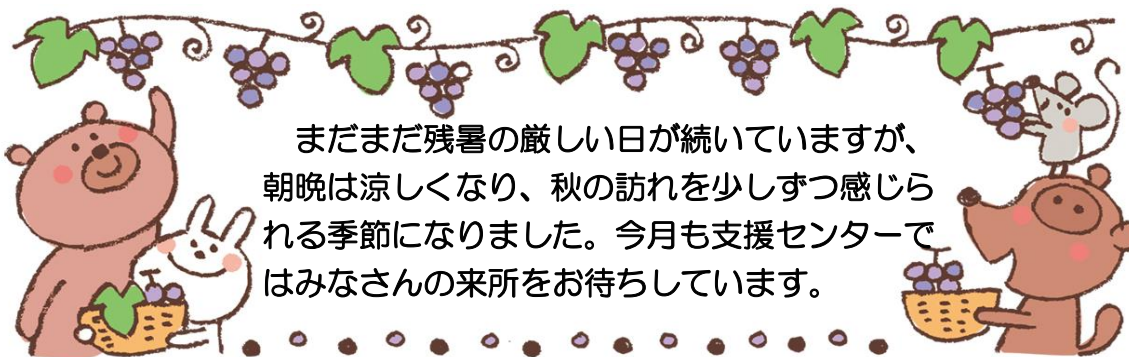 まだまだ残暑の厳しい日が続いていますが、
朝晩は涼しくなり、秋の訪れを少しずつ感じら
れる季節になりました。今月も支援センターで
はみなさんの来所をお待ちしています。